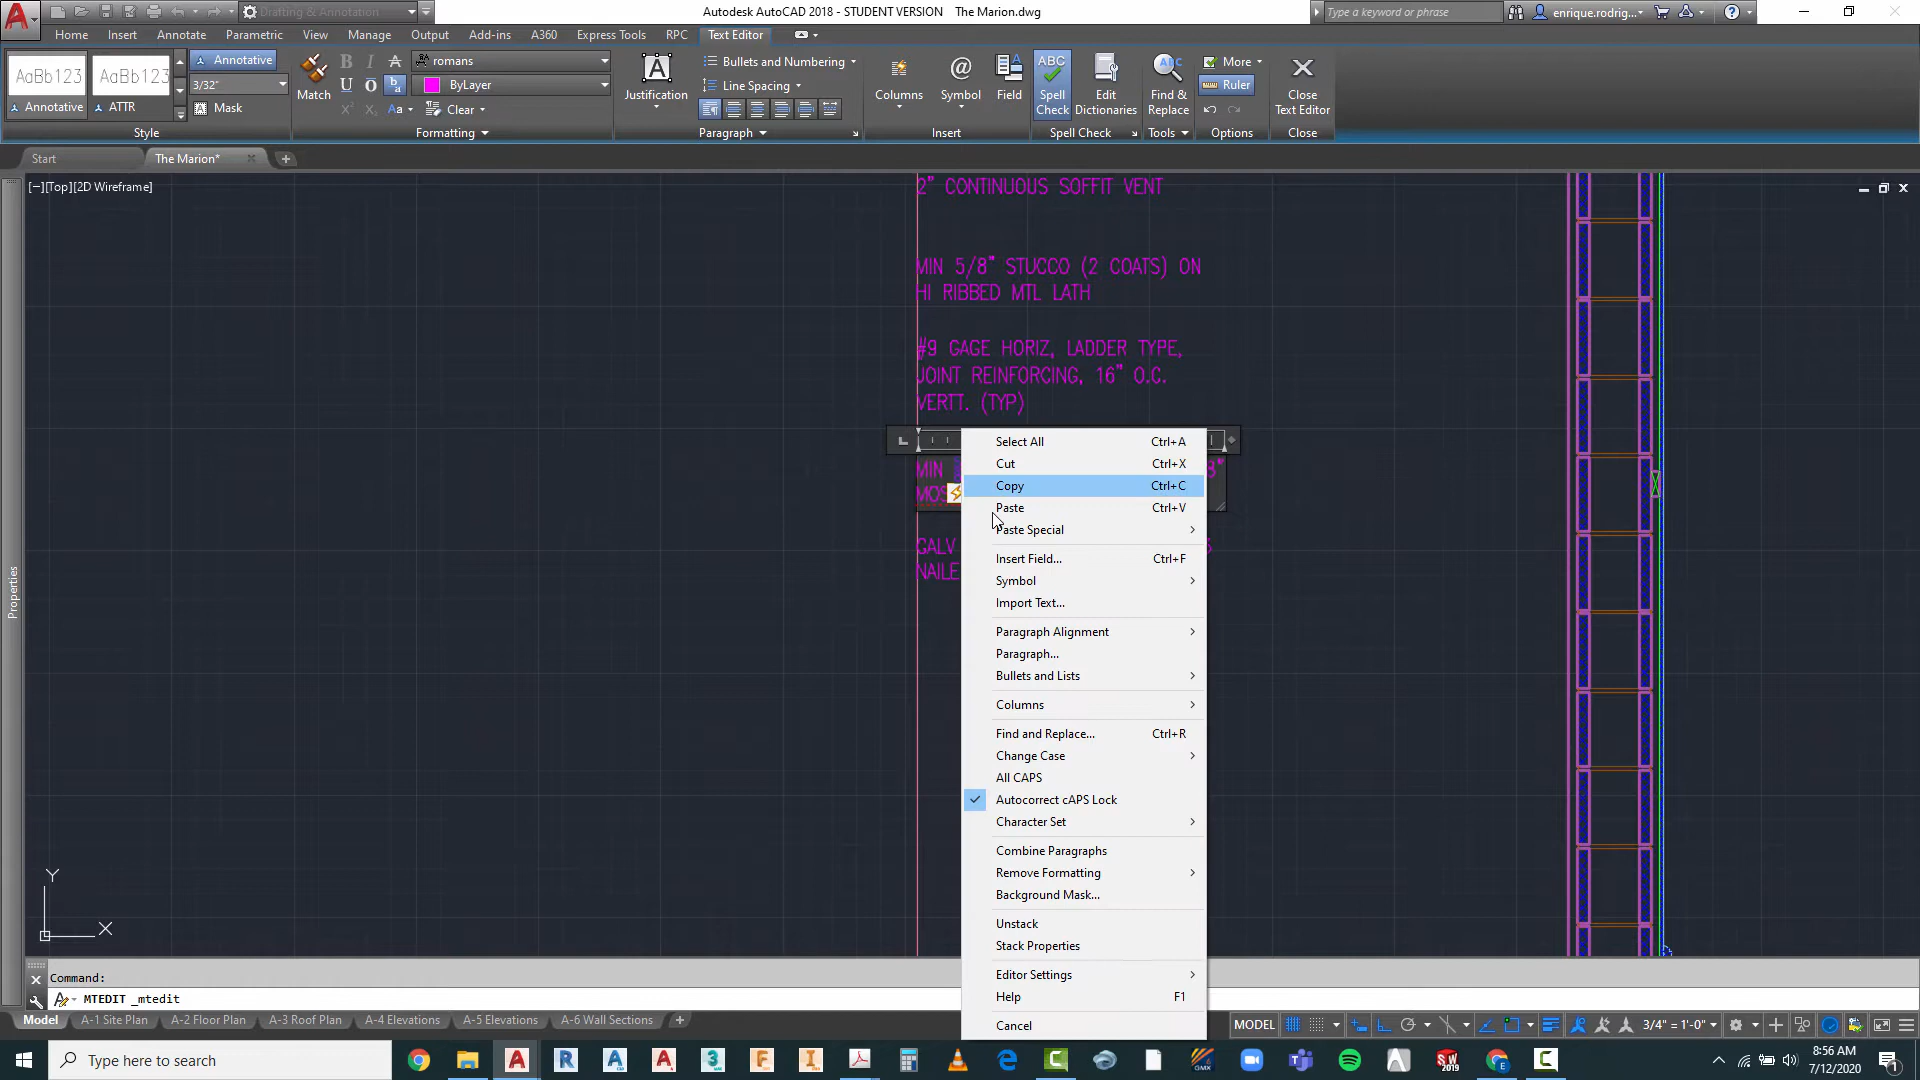 Drafting & Annotation
Autodesk AutoCAD 2018 - STUDENT VERSION The Marion.dwg
Type a keyword or phrase
enrique.rodrig...
Home Insert Annotate Parametric View Manage Output Add-ins A360 Express Tools RPC Text Editor
AaBb123 AaBb123
Annotative ATTR
Annotative
3/32"
Mask
Style
Match
romans
ByLayer
Clear
Formatting
Justification
Bullets and Numbering
Line Spacing
Paragraph
Columns
Symbol
Field
Insert
ABC
Spell
Check
Edit
Dictionaries
Spell Check
Find &
Replace
Tools
More
Ruler
Options
Close
Text Editor
Close
Start
The Marion*
[−][Top][2D Wireframe]
2" CONTINUOUS SOFFIT VENT
MIN 5/8" STUCCO (2 COATS) ON
HI RIBBED MTL LATH
#9 GAGE HORIZ, LADDER TYPE,
JOINT REINFORCING, 16" O.C.
VERTT. (TYP)
MIN
GALV
NAILE
Select All Ctrl+A
Cut Ctrl+X
Copy Ctrl+C
Paste Ctrl+V
Paste Special
Insert Field... Ctrl+F
Symbol
Import Text...
Paragraph Alignment
Paragraph...
Bullets and Lists
Columns
Find and Replace... Ctrl+R
Change Case
All CAPS
Autocorrect cAPS Lock
Character Set
Combine Paragraphs
Remove Formatting
Background Mask...
Unstack
Stack Properties
Editor Settings
Help F1
Cancel
Properties
Y
X
Command:
MTEDIT _mtedit
Model A-1 Site Plan A-2 Floor Plan A-3 Roof Plan A-4 Elevations A-5 Elevations A-6 Wall Sections
MODEL
3/4" = 1'-0"
Type here to search
8:56 AM
7/12/2020